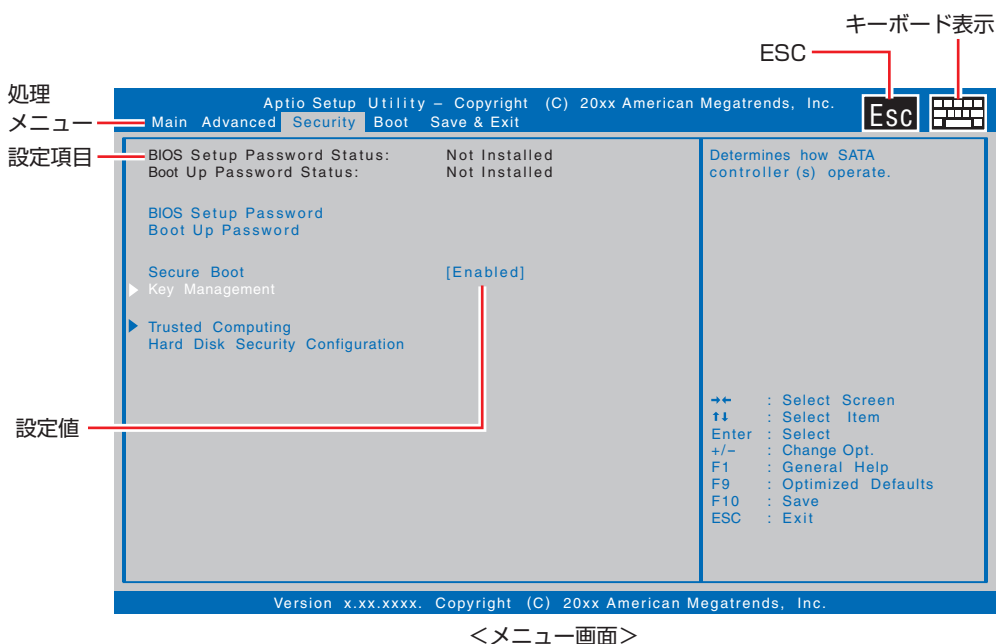 キーボード表示
ESC
処理
メニュー
設定項目
設定値
Aptio Setup Utility – Copyright (C) 20xx American Megatrends, Inc.
Main Advanced Security Boot Save & Exit
Esc
BIOS Setup Password Status: Not Installed
Boot Up Password Status: Not Installed
BIOS Setup Password
Boot Up Password
Secure Boot [Enabled]
Key Management
Trusted Computing
Hard Disk Security Configuration
Determines how SATA
controller (s) operate.
→← : Select Screen
↑↓ : Select Item
Enter : Select
+/− : Change Opt.
F1 : General Help
F9 : Optimized Defaults
F10 : Save
ESC : Exit
Version x.xx.xxxx. Copyright (C) 20xx American Megatrends, Inc.
＜メニュー画面＞